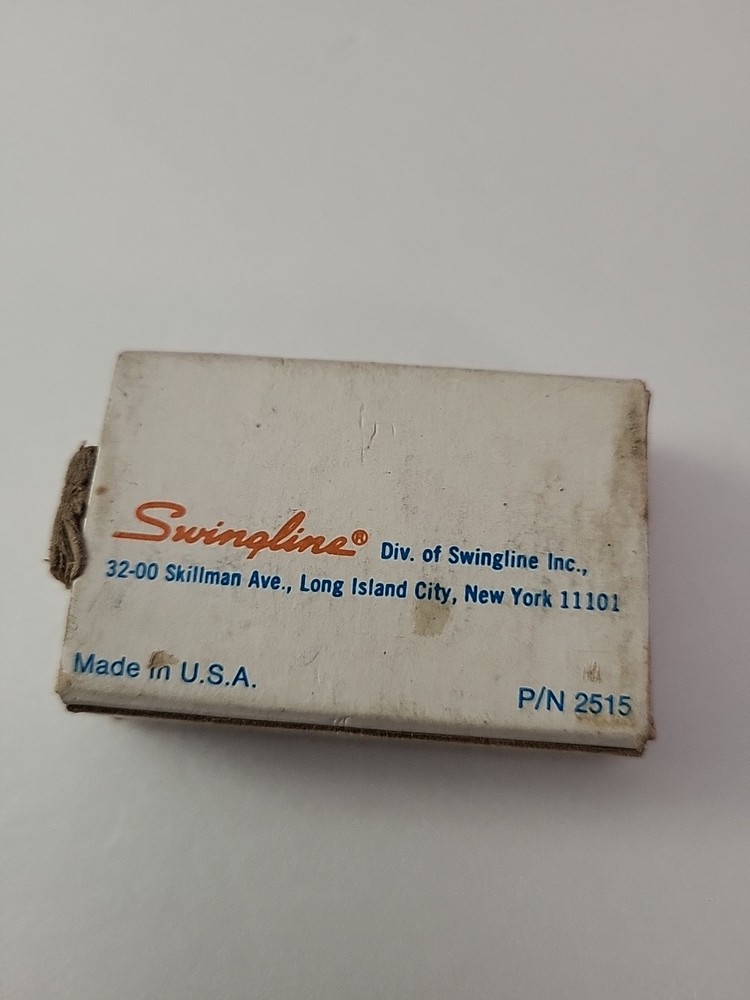 Swingline® Div. of Swingline Inc.,
32-00 Skillman Ave., Long Island City, New York 11101
Made in U.S.A.
P/N 2515